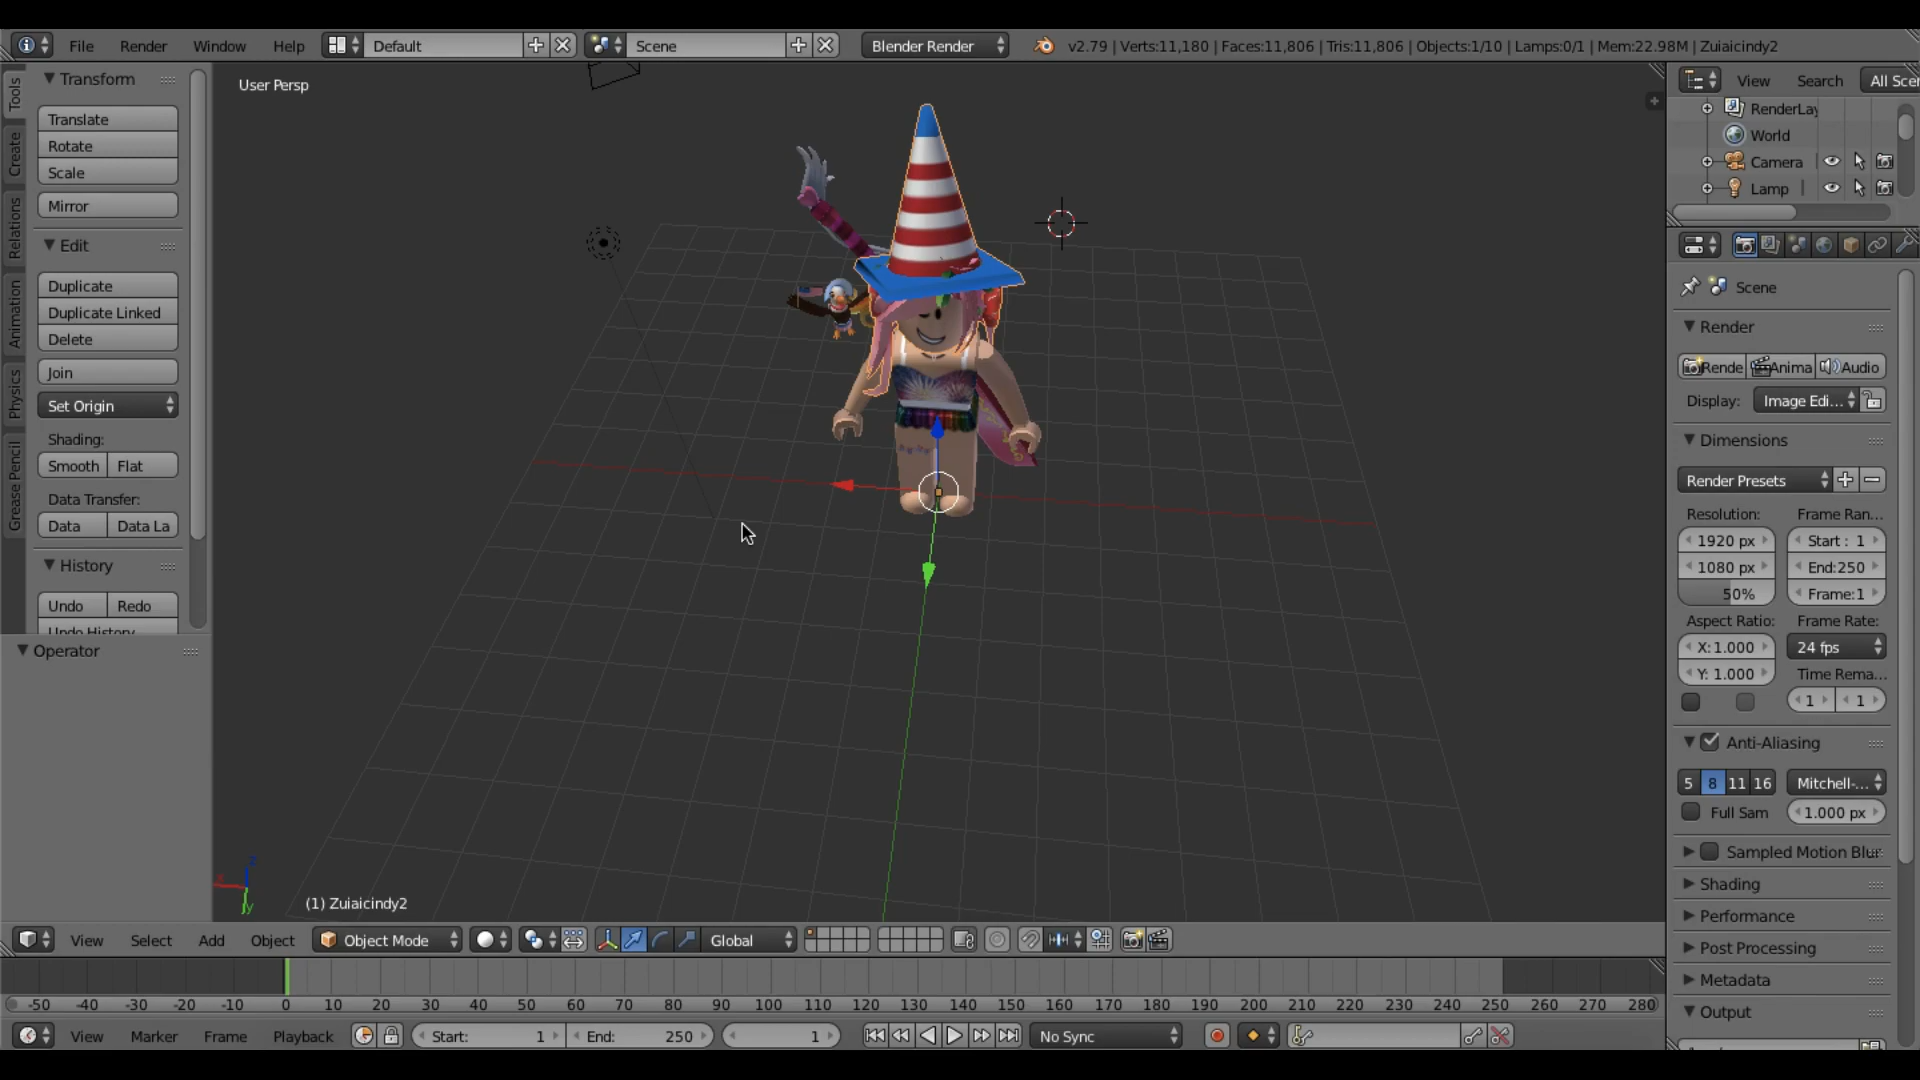 File Render Window Help Default Scene Blender Render v2.79 | Verts:11,180 | Faces:11,806 | Tris:11,806 | Objects:1/10 | Lamps:0/1 | Mem:22.98M | Zuiaicindy2
Tools
Create
Relations
Animation
Physics
Grease Pencil
Transform
Translate
Rotate
Scale
Mirror
Edit
Duplicate
Duplicate Linked
Delete
Join
Set Origin
Shading:
Smooth Flat
Data Transfer:
Data Data La
History
Undo Redo
Undo History
Operator
User Persp
(1) Zuiaicindy2
View Search All Scer
RenderLay
World
Camera
Lamp
Scene
Render
Rende Anima Audio
Display: Image Edi...
Dimensions
Render Presets
Resolution: Frame Ran...
1920 px Start : 1
1080 px End:250
50% Frame:1
Aspect Ratio: Frame Rate:
X:1.000 24 fps
Y: 1.000 Time Rema...
1 1
Anti-Aliasing
5 8 11 16 Mitchell-...
Full Sam 1.000 px
Sampled Motion Blur
Shading
Performance
Post Processing
Metadata
Output
View Select Add Object Object Mode Global
-50 -40 -30 -20 -10 0 10 20 30 40 50 60 70 80 90 100 110 120 130 140 150 160 170 180 190 200 210 220 230 240 250 260 270 280
View Marker Frame Playback Start: 1 End: 250 1 No Sync